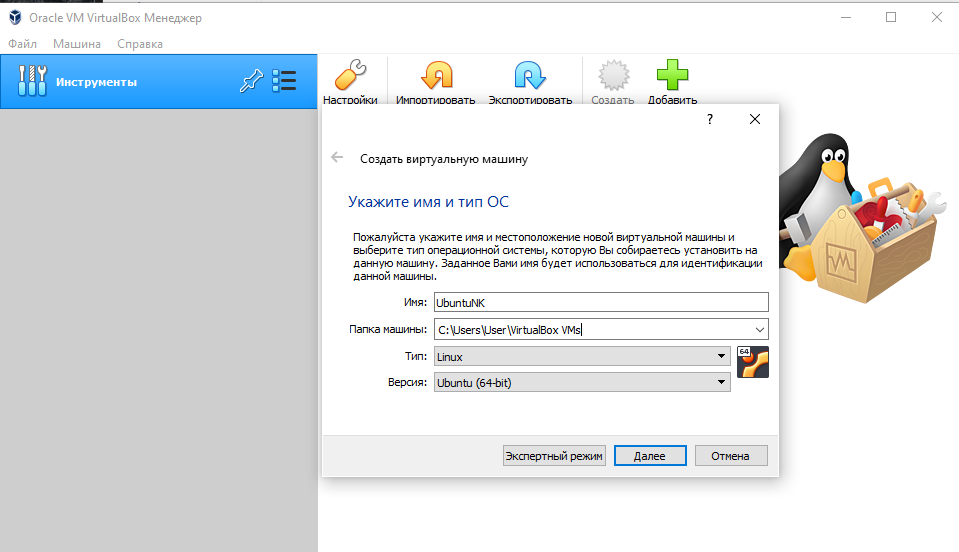 Oracle VM VirtualBox Менеджер
Файл Машина Справка
Инструменты
Настройки Импортировать Экспортировать Создать Добавить
?
Создать виртуальную машину
Укажите имя и тип ОС
Пожалуйста укажите имя и местоположение новой виртуальной машины и
выберите тип операционной системы, которую Вы собираетесь установить на
данную машину. Заданное Вами имя будет использоваться для идентификации
данной машины.
Имя: UbuntuNK
Папка машины: C:\Users\User\VirtualBox VMs
Тип: Linux
64
Версия: Ubuntu (64-bit)
Экспертный режим Далее Отмена